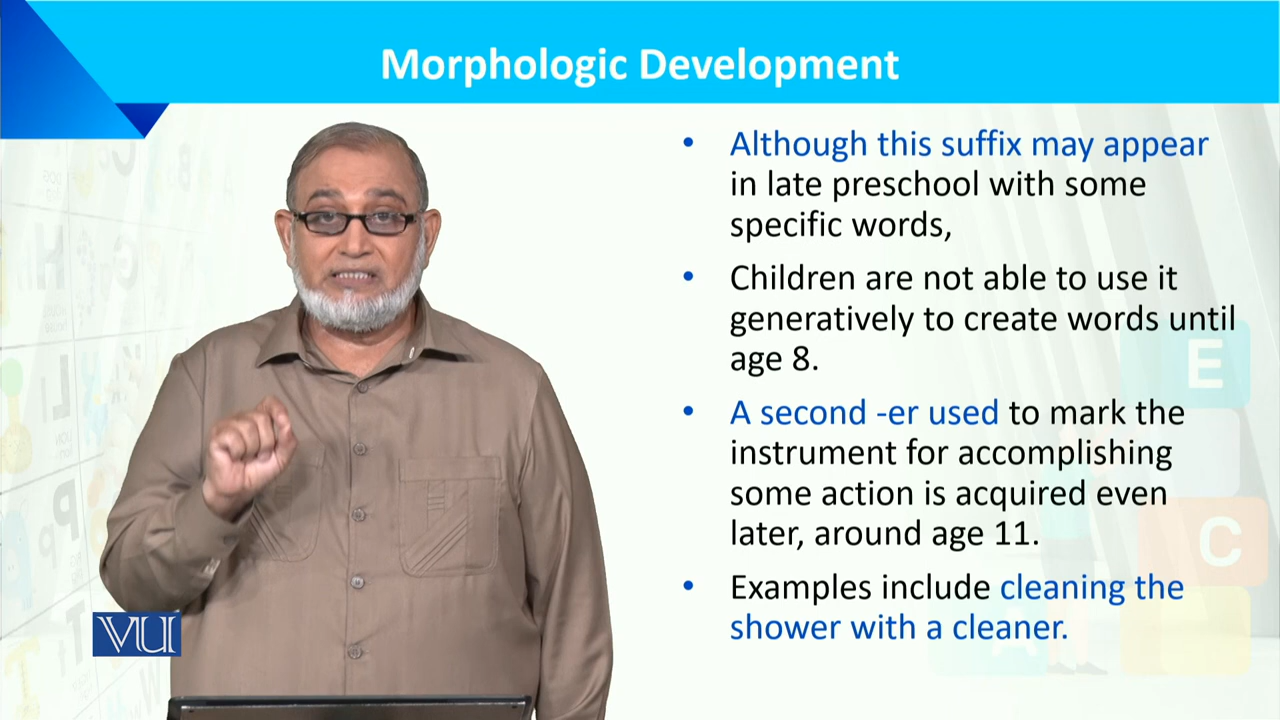 Morphologic Development
• Although this suffix may appear
in late preschool with some
specific words,
• Children are not able to use it
generatively to create words until
age 8.
• A second -er used to mark the
instrument for accomplishing
some action is acquired even
later, around age 11.
• Examples include cleaning the
shower with a cleaner.
VU
E
C
A